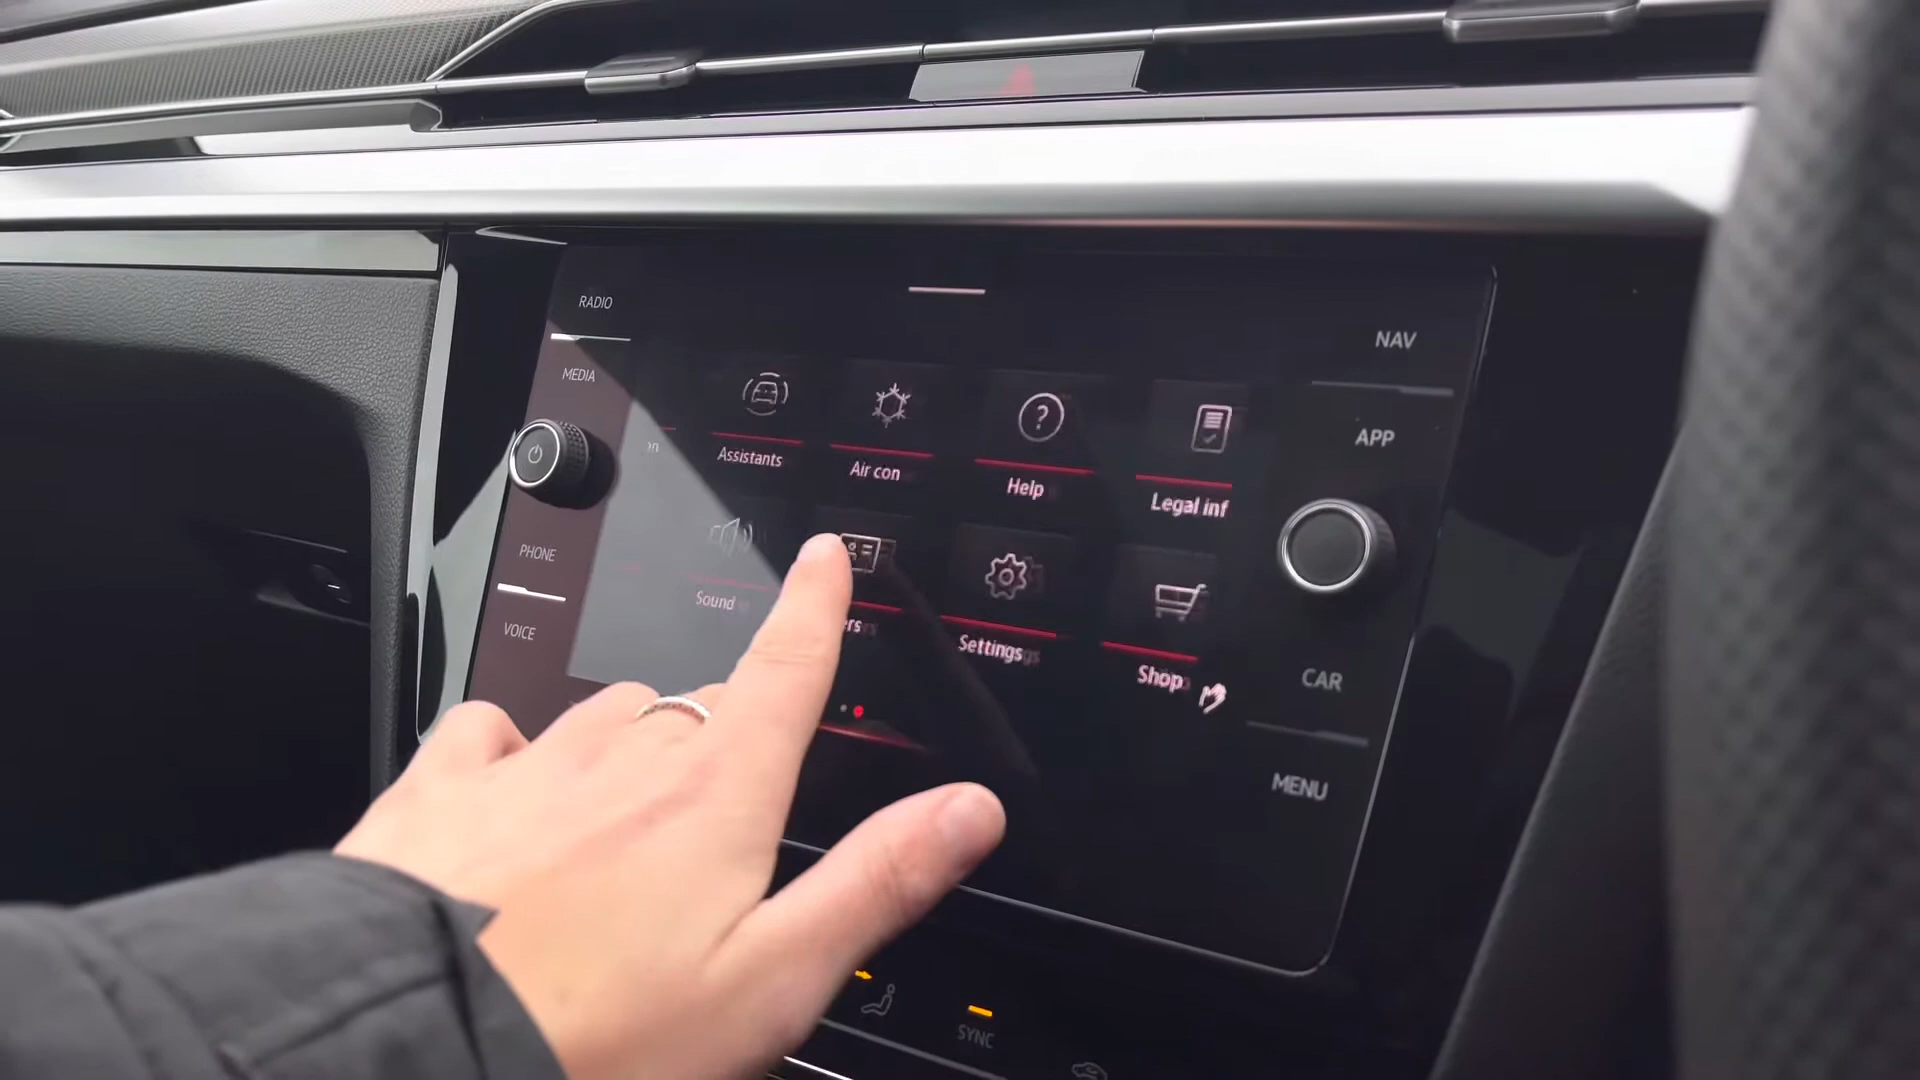 RADIO
MEDIA
PHONE
VOICE
Assistants
Air con
?
Help
Legal inf
Sound
Settings
Shop
NAV
APP
CAR
MENU
SYNC